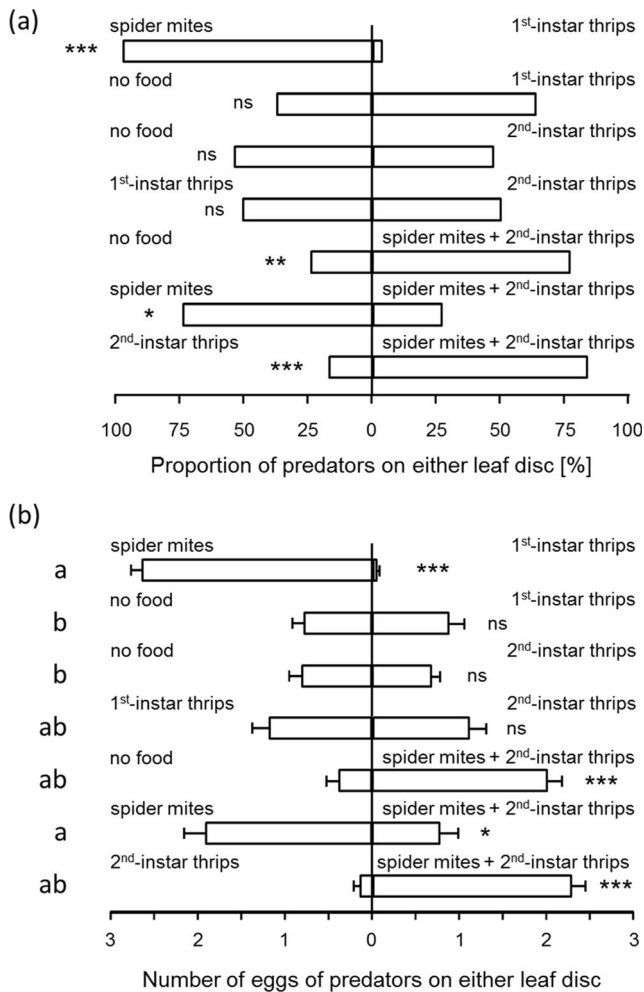 (a)
spider mites 1st-instar thrips
***
no food 1st-instar thrips
ns
no food 2nd-instar thrips
ns
1st-instar thrips 2nd-instar thrips
ns
no food spider mites + 2nd-instar thrips
**
spider mites spider mites + 2nd-instar thrips
*
2nd-instar thrips spider mites + 2nd-instar thrips
***
100 75 50 25 0 25 50 75 100
Proportion of predators on either leaf disc [%]
(b)
spider mites 1st-instar thrips
a ***
no food 1st-instar thrips
b ns
no food 2nd-instar thrips
b ns
1st-instar thrips 2nd-instar thrips
ab ns
no food spider mites + 2nd-instar thrips
ab ***
spider mites spider mites + 2nd-instar thrips
a *
2nd-instar thrips spider mites + 2nd-instar thrips
ab ***
3 2 1 0 1 2 3
Number of eggs of predators on either leaf disc